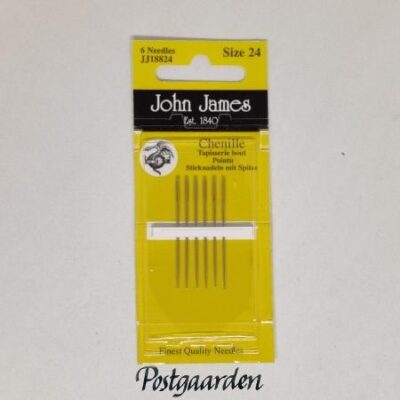 6 Needles Size 24
JJ18824
John James
Est. 1840
Chenille
Tapisserie bout
Pointu
Sticknadeln mit Spitze
Finest Quality Needles
Postgaarden